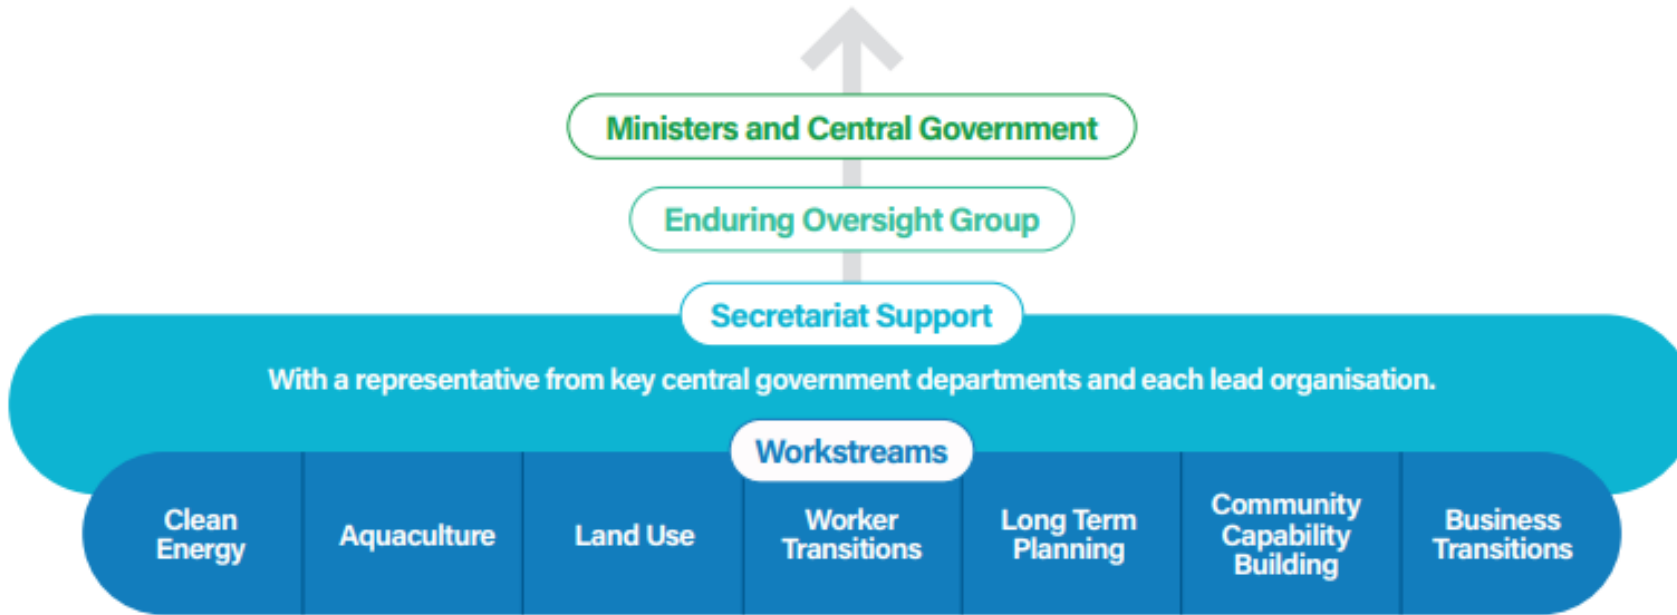 Ministers and Central Government
Enduring Oversight Group
Secretariat Support
With a representative from key central government departments and each lead organisation.
Workstreams
Clean
Energy
Aquaculture
Land Use
Worker
Transitions
Long Term
Planning
Community
Capability
Building
Business
Transitions